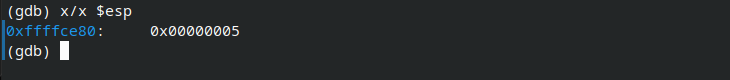 (gdb) x/x $esp
0xffffce80:     0x00000005
(gdb)